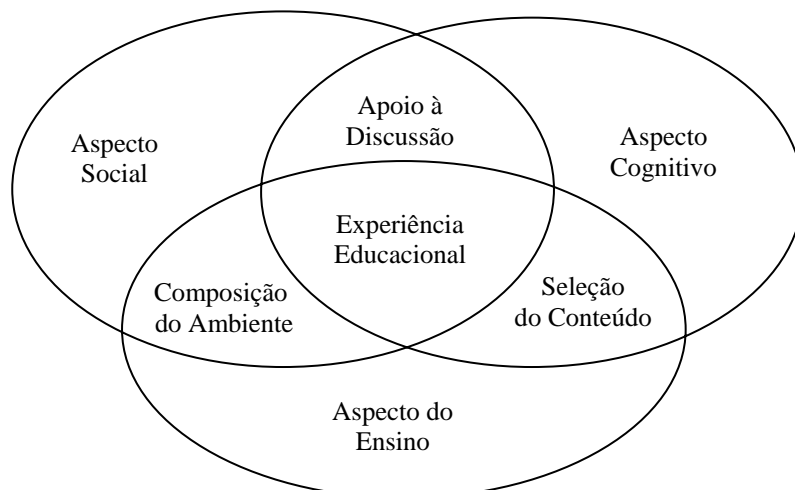 Apoio à
Discussão
Aspecto
Social
Aspecto
Cognitivo
Experiência
Educacional
Composição
do Ambiente
Seleção
do Conteúdo
Aspecto do
Ensino